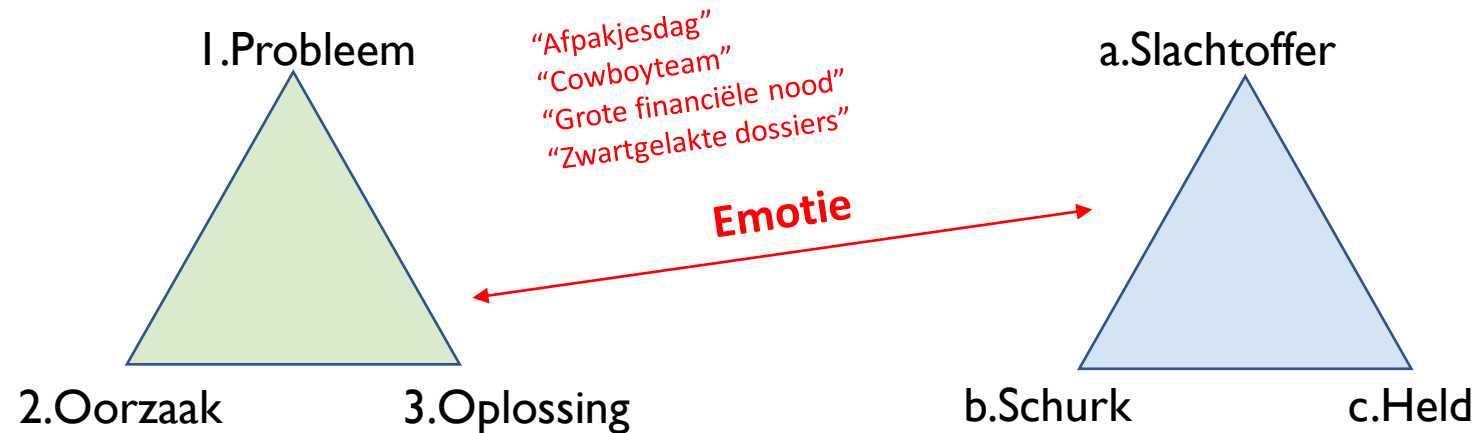 1.Probleem
“Afpakjesdag”
“Cowboyteam”
“Grote financiële nood”
“Zwartgelakte dossiers”
a.Slachtoffer
Emotie
2.Oorzaak
3.Oplossing
b.Schurk
c.Held